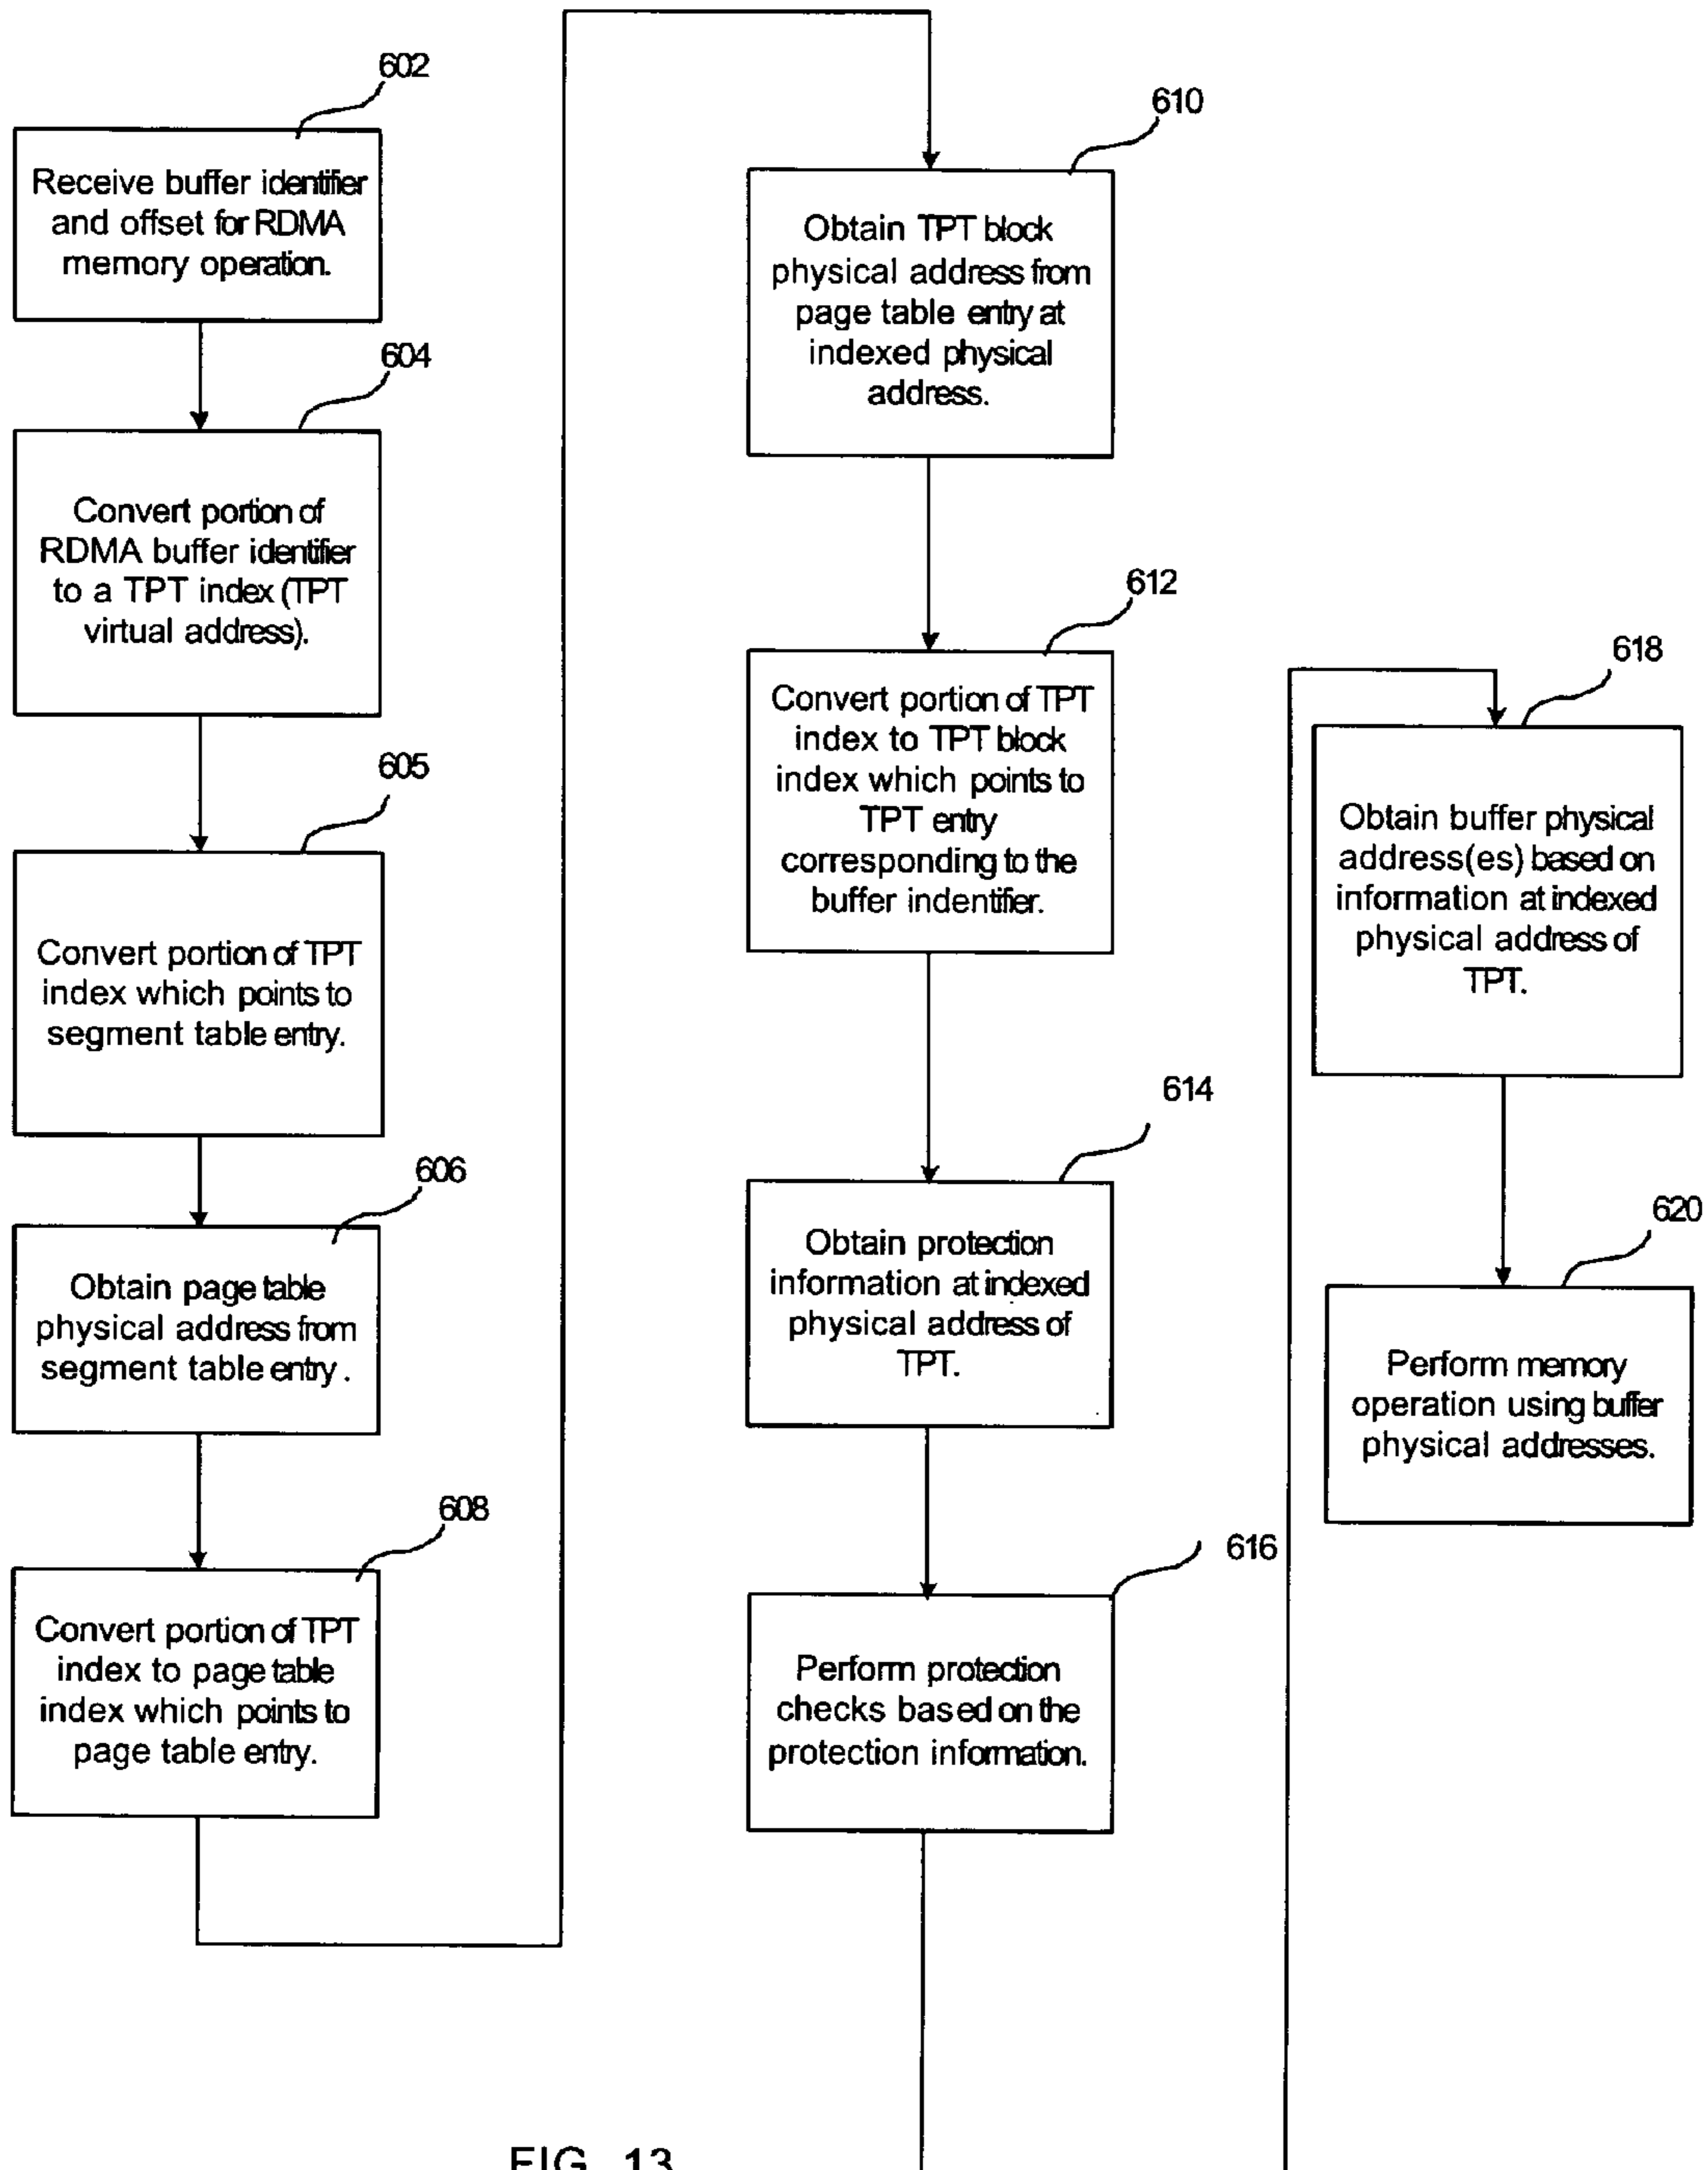 602
Receive buffer identifier
and offset for RDMA
memory operation.
604
Convert portion of
RDMA buffer identifier
to a TPT index (TPT
virtual address).
605
Convert portion of TPT
index which points to
segment table entry.
606
Obtain page table
physical address from
segment table entry .
608
Convert portion of TPT
index to page table
index which points to
page table entry.
610
Obtain TPT block
physical address from
page table entry at
indexed physical
address.
612
Convert portion of TPT
index to TPT block
index which points to
TPT entry
corresponding to the
buffer indentifier.
614
Obtain protection
information at indexed
physical address of
TPT.
616
Perform protection
checks based on the
protection information.
618
Obtain buffer physical
address(es) based on
information at indexed
physical address of
TPT.
620
Perform memory
operation using buffer
physical addresses.
FIG. 13